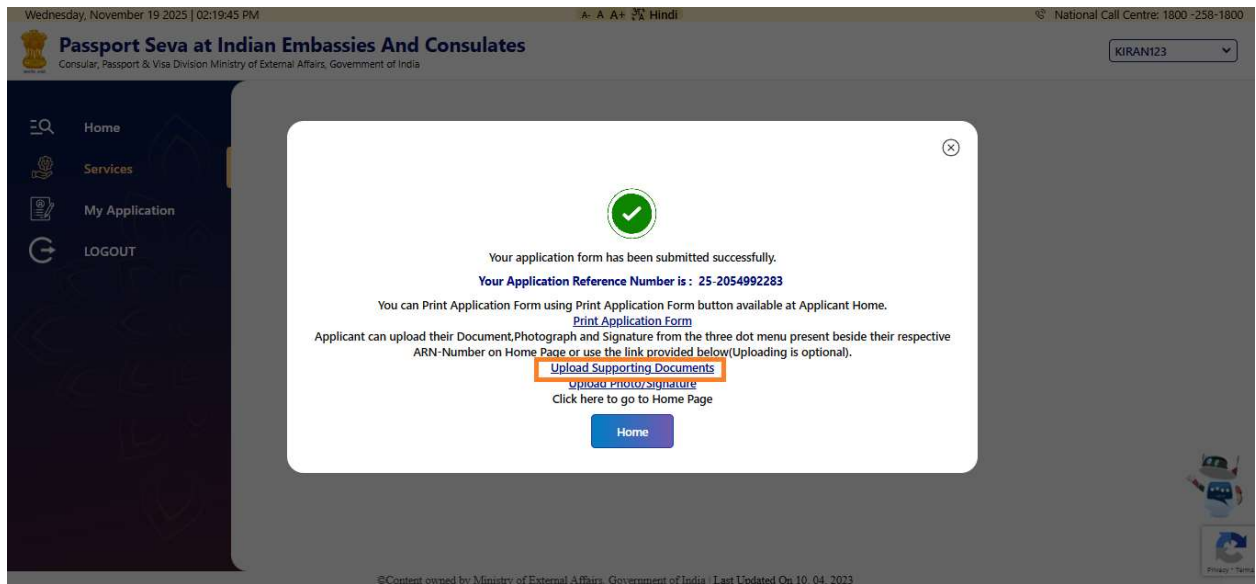 Wednesday, November 19 2025 | 02:19:45 PM
A- A A+ Hindi
National Call Centre: 1800 -258-1800
Passport Seva at Indian Embassies And Consulates
Consular, Passport & Visa Division Ministry of External Affairs, Government of India
KIRAN123
Home
Services
My Application
LOGOUT
Your application form has been submitted successfully.
Your Application Reference Number is : 25-2054992283
You can Print Application Form using Print Application Form button available at Applicant Home.
Print Application Form
Applicant can upload their Document,Photograph and Signature from the three dot menu present beside their respective
ARN-Number on Home Page or use the link provided below(Uploading is optional).
Upload Supporting Documents
Upload Photo/Signature
Click here to go to Home Page
Home
Privacy - Terms
©Content owned by Ministry of External Affairs, Government of India | Last Updated On 10. 04. 2023